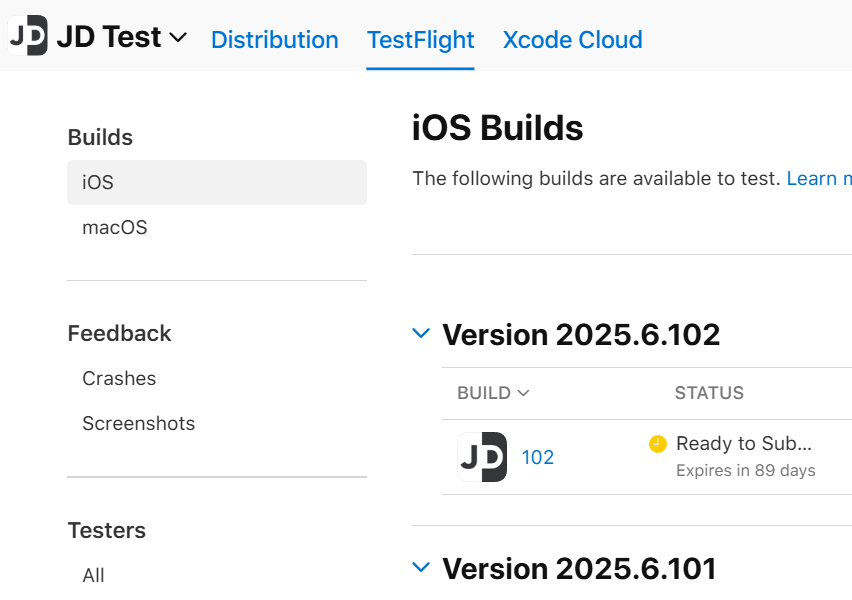 JD JD Test Distribution TestFlight Xcode Cloud
Builds
iOS
macOS
Feedback
Crashes
Screenshots
Testers
All
iOS Builds
The following builds are available to test. Learn
Version 2025.6.102
BUILD STATUS
JD 102 Ready to Sub...
Expires in 89 days
Version 2025.6.101